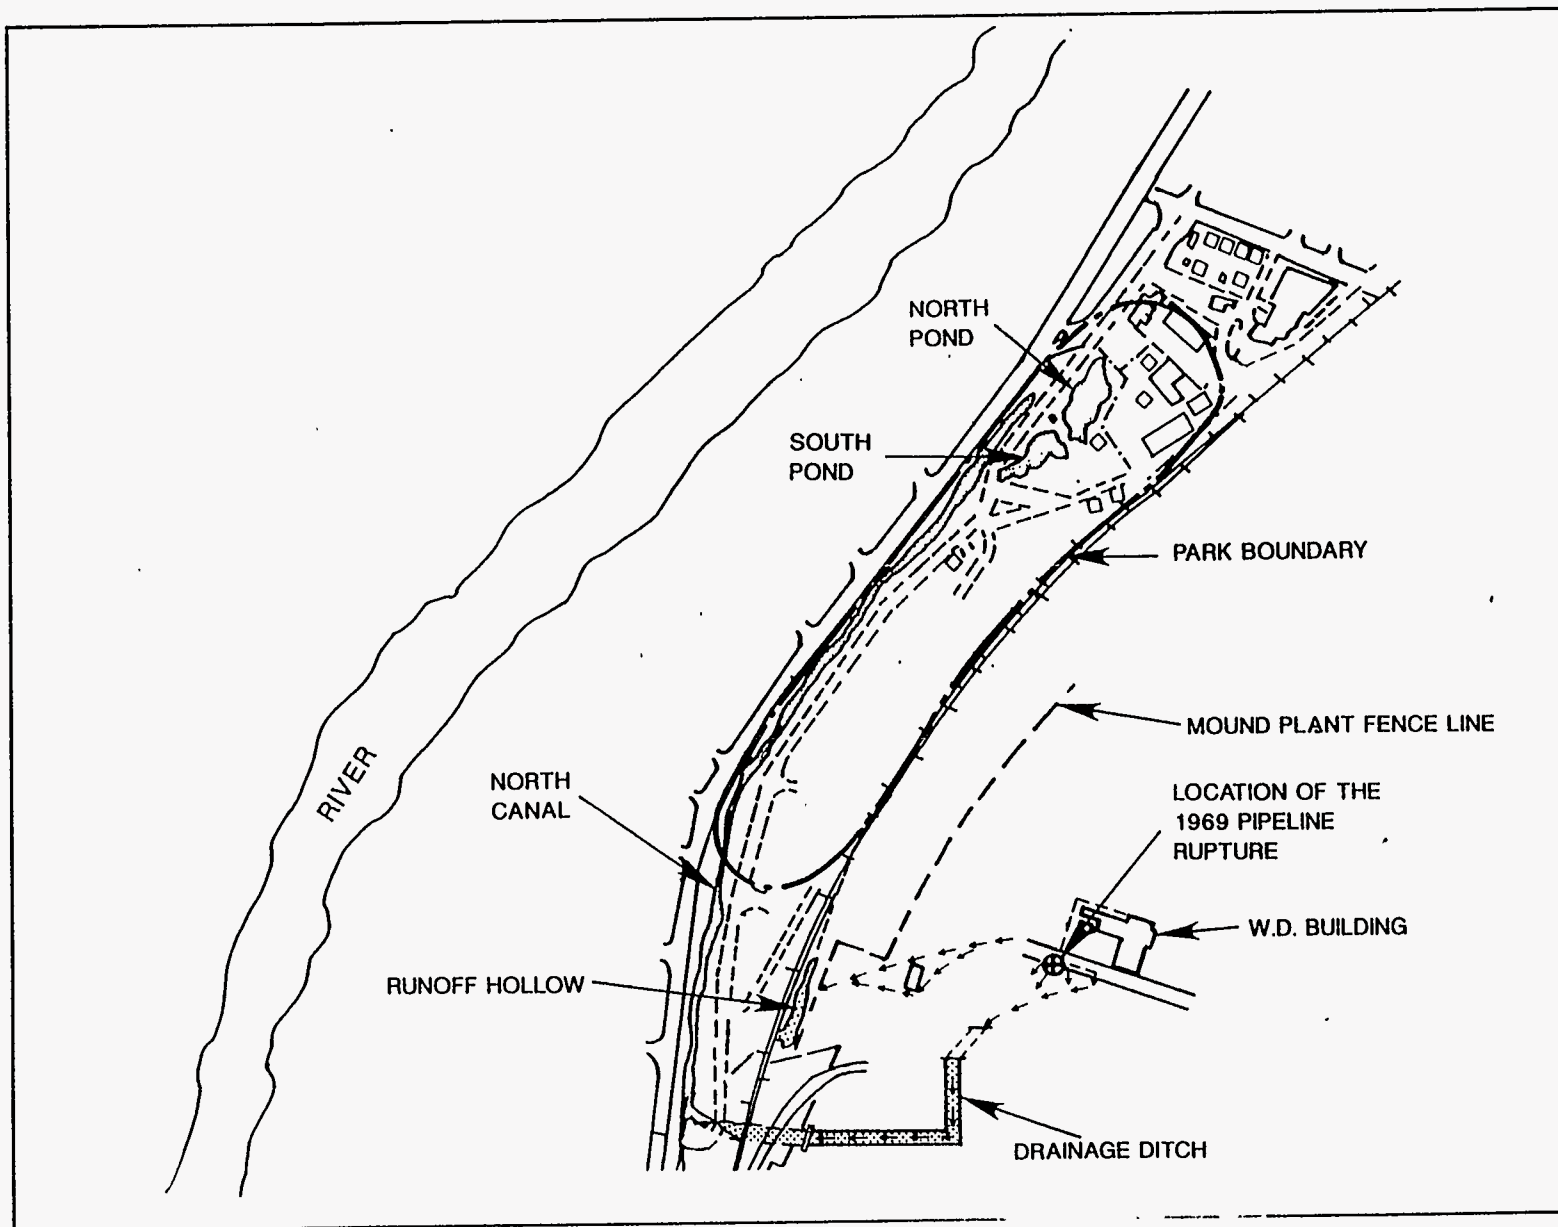 NORTH
POND
SOUTH
POND
PARK BOUNDARY
MOUND PLANT FENCE LINE
RIVER
NORTH
CANAL
LOCATION OF THE
1969 PIPELINE
RUPTURE
W.D. BUILDING
RUNOFF HOLLOW
DRAINAGE DITCH